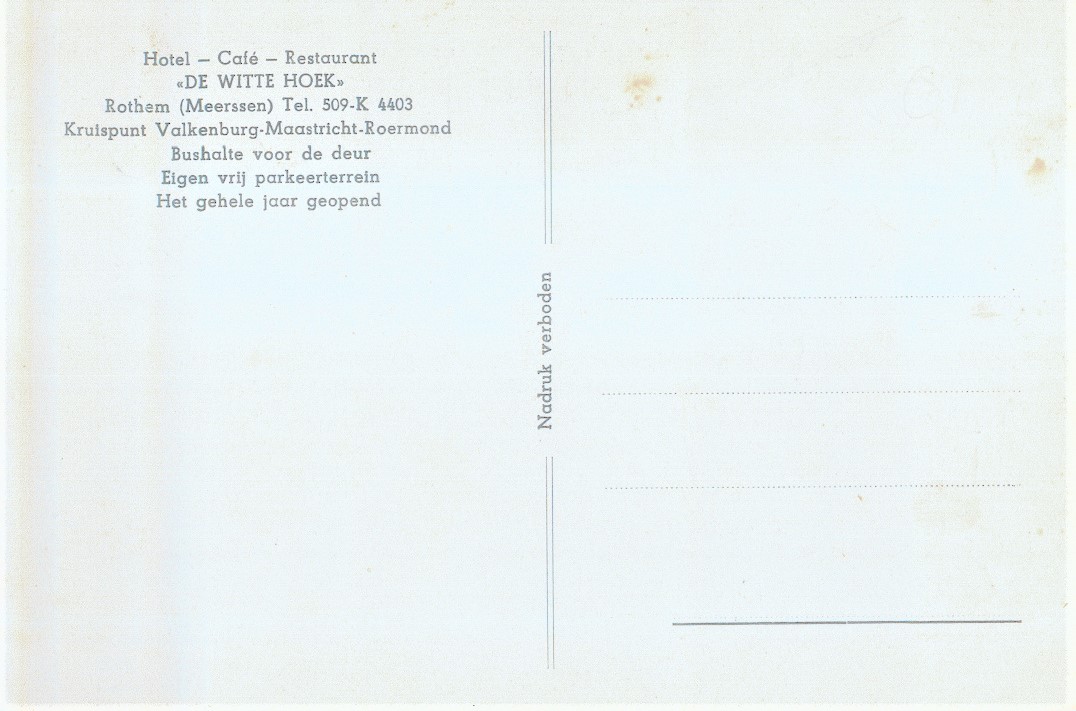 Hotel – Café – Restaurant
«DE WITTE HOEK»
Rothem (Meerssen) Tel. 509-K 4403
Kruispunt Valkenburg-Maastricht-Roermond
Bushalte voor de deur
Eigen vrij parkeerterrein
Het gehele jaar geopend
Nadruk verboden